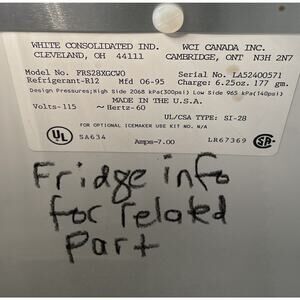 WHITE CONSOLIDATED IND. WCI CANADA INC.
CLEVELAND, OH 44111 CAMBRIDGE, ONT N3H 2N7
Model No. FRS28XGCW0 Serial No. LA52400571
Refrigerant-R12 Mfd 06-95 Charge: 6.25oz. 177 gm.
Design Pressures;High Side 2068 kPa(300psi) Low Side 965 kPa(140psi)
MADE IN THE U.S.A.
Volts-115 ~Hertz-60
UL/CSA TYPE: SI-28
FOR OPTIONAL ICEMAKER USE KIT NO. N/A
UL SA634 Amps-7.00 LR67369 SA
Fridge info
for related
part